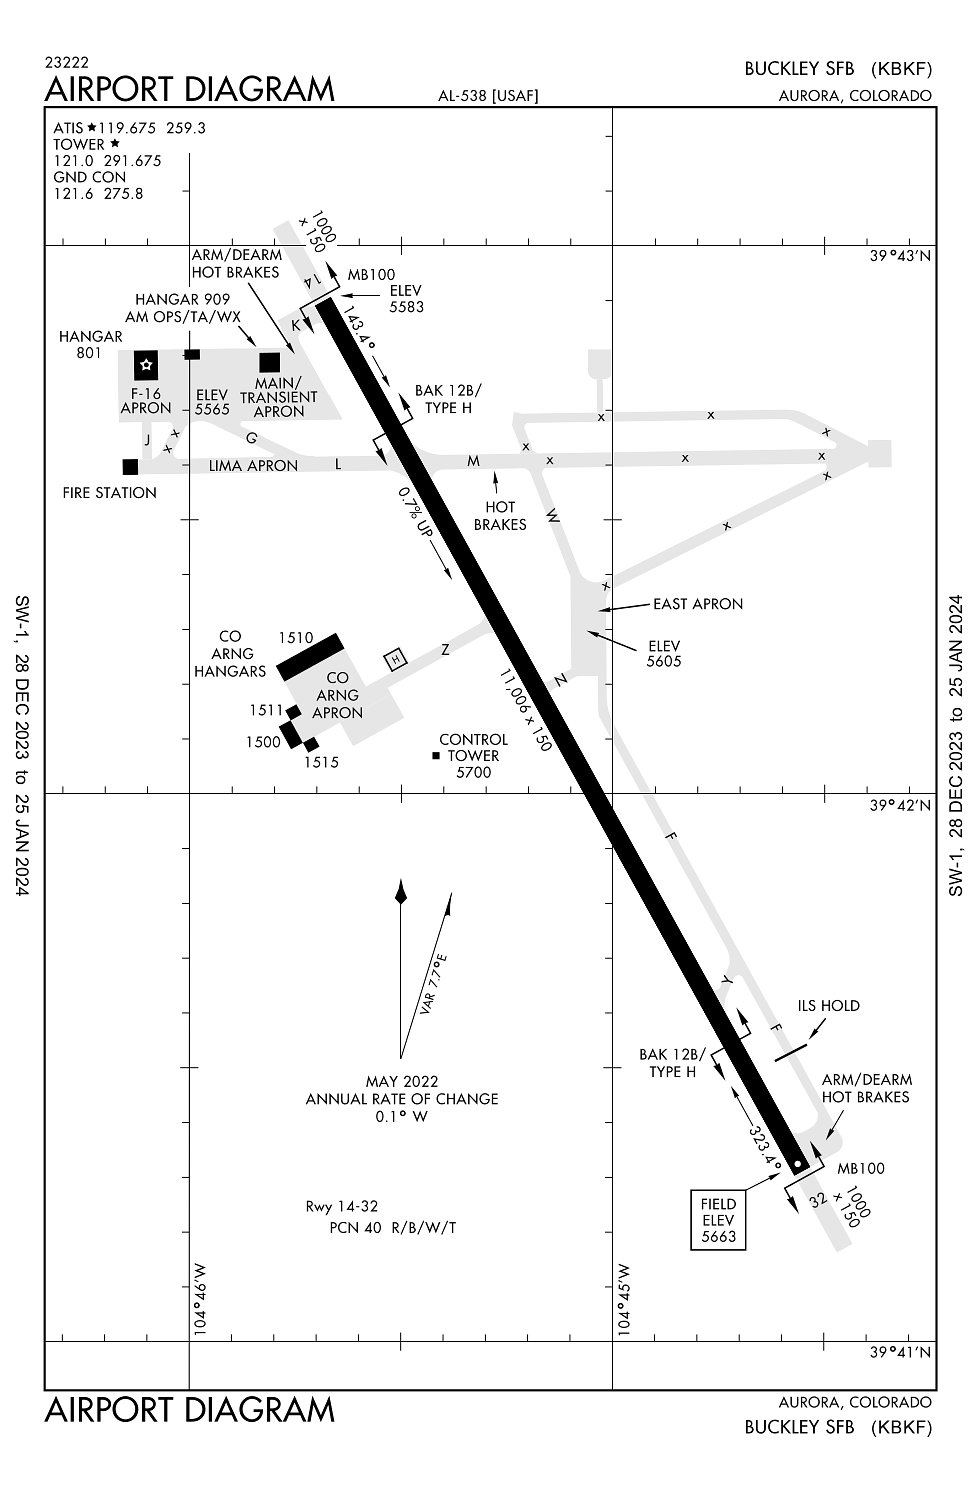 23222
AIRPORT DIAGRAM
AL-538 [USAF]
BUCKLEY SFB (KBKF)
AURORA, COLORADO
ATIS ★ 119.675 259.3
TOWER ★
121.0 291.675
GND CON
121.6 275.8
1000
x 150
39°43'N
ARM/DEARM
HOT BRAKES
14
MB100
ELEV
5583
HANGAR 909
AM OPS/TA/WX
K
143.4°
HANGAR
801
F-16
APRON
ELEV
5565
MAIN/
TRANSIENT
APRON
BAK 12B/
TYPE H
x
x
J
x
x
G
x
x
LIMA APRON
L
M
x
x
x
x
FIRE STATION
0.7% UP
HOT
BRAKES
W
x
x
EAST APRON
ELEV
5605
CO
ARNG
HANGARS
1510
H
Z
CO
ARNG
APRON
N
11,006 x 150
1511
1500
1515
CONTROL
TOWER
5700
39°42'N
F
VAR 7.7°E
Y
F
ILS HOLD
BAK 12B/
TYPE H
MAY 2022
ANNUAL RATE OF CHANGE
0.1° W
ARM/DEARM
HOT BRAKES
323.4°
MB100
32
1000
x 150
FIELD
ELEV
5663
Rwy 14-32
PCN 40 R/B/W/T
104°46'W
104°45'W
39°41'N
SW-1, 28 DEC 2023 to 25 JAN 2024
SW-1, 28 DEC 2023 to 25 JAN 2024
AIRPORT DIAGRAM
AURORA, COLORADO
BUCKLEY SFB (KBKF)